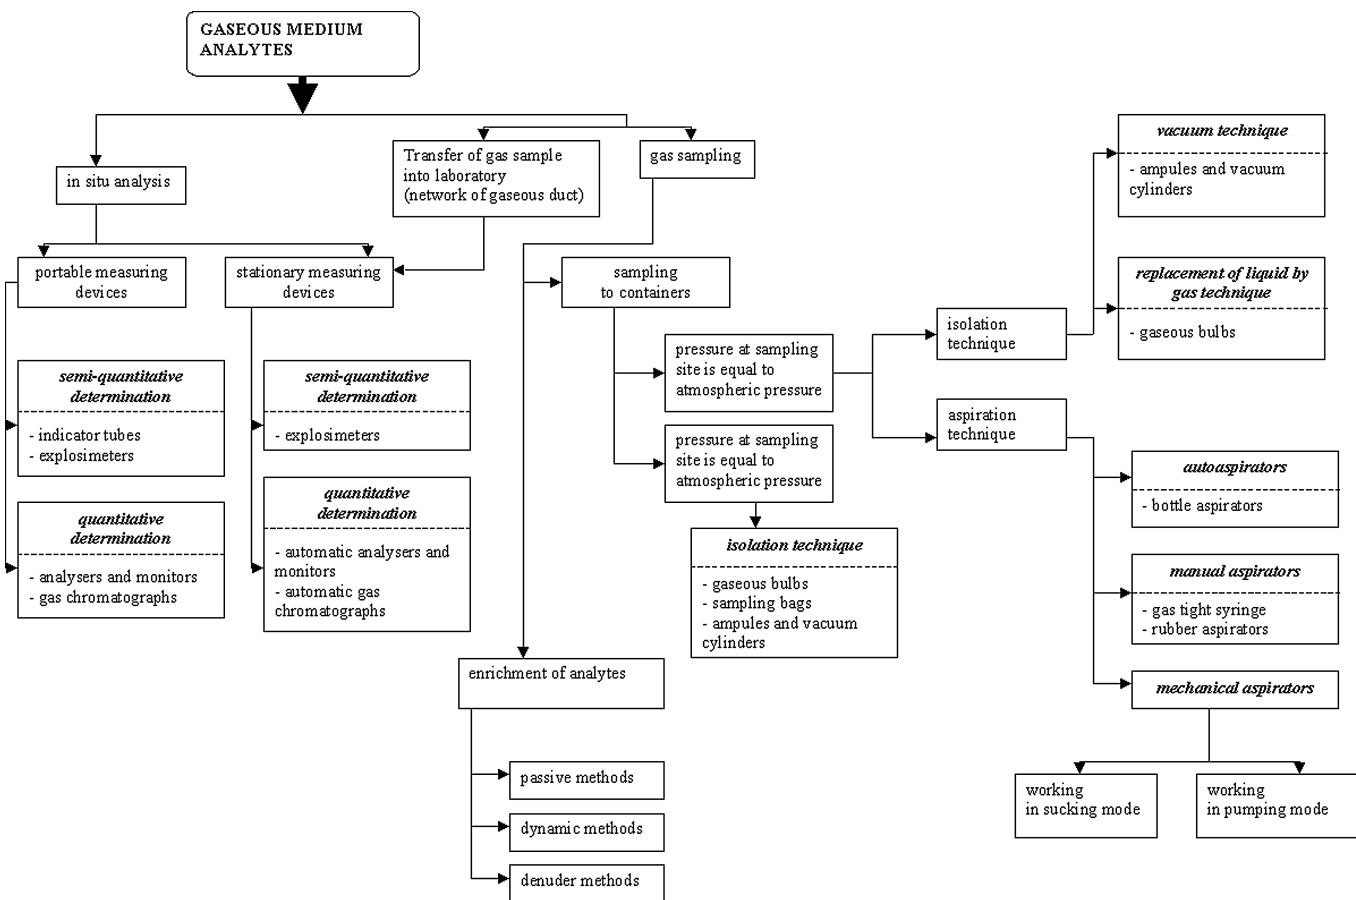 GASEOUS MEDIUM
ANALYTES
in situ analysis
Transfer of gas sample
into laboratory
(network of gaseous duct)
gas sampling
portable measuring
devices
stationary measuring
devices
semi-quantitative
determination
- indicator tubes
- explosimeters
quantitative
determination
- analysers and monitors
- gas chromatographs
semi-quantitative
determination
- explosimeters
quantitative
determination
- automatic analysers and
monitors
- automatic gas
chromatographs
sampling
to containers
pressure at sampling
site is equal to
atmospheric pressure
pressure at sampling
site is equal to
atmospheric pressure
isolation technique
- gaseous bulbs
- sampling bags
- ampules and vacuum
cylinders
isolation
technique
aspiration
technique
vacuum technique
- ampules and vacuum
cylinders
replacement of liquid by
gas technique
- gaseous bulbs
autoaspirators
- bottle aspirators
manual aspirators
- gas tight syringe
- rubber aspirators
mechanical aspirators
working
in sucking mode
working
in pumping mode
enrichment of analytes
passive methods
dynamic methods
denuder methods